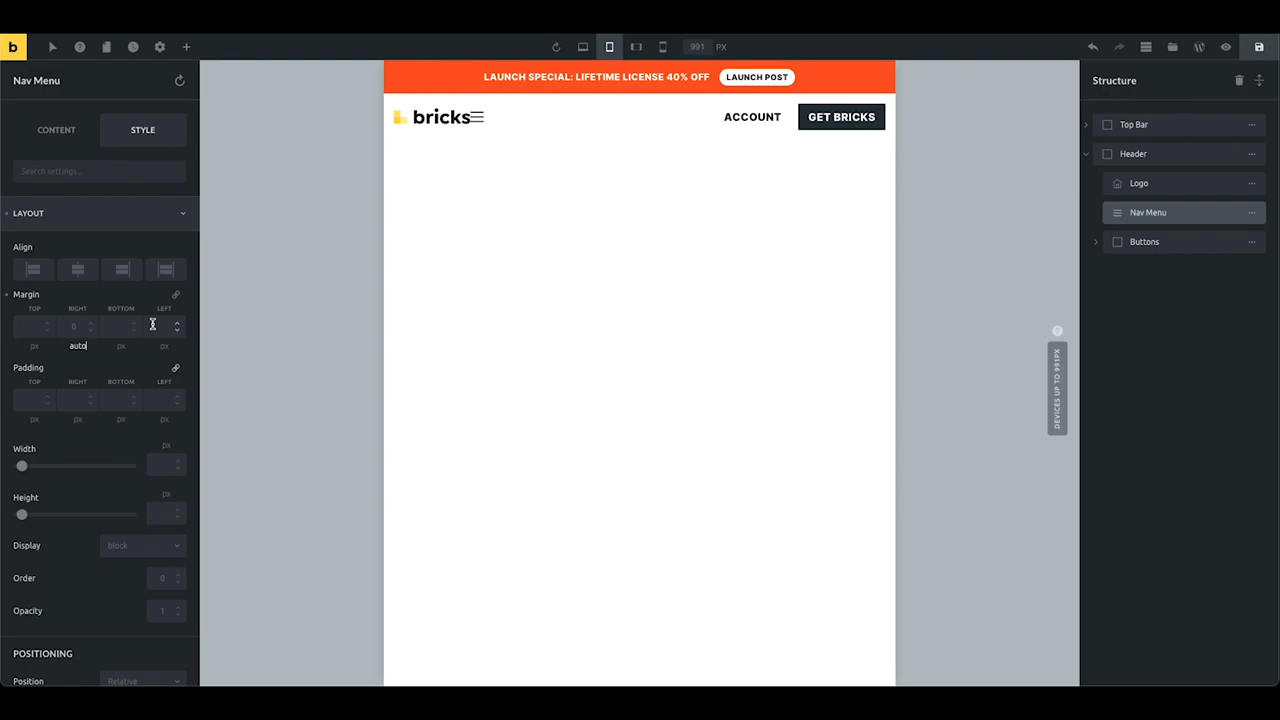 b
991 PX
Nav Menu
CONTENT STYLE
Search settings...
LAYOUT
Align
Margin
TOP RIGHT BOTTOM LEFT
0
px auto px px
Padding
TOP RIGHT BOTTOM LEFT
px px px px
px
Width
px
Height
Display block
Order 0
Opacity 1
POSITIONING
Position Relative
LAUNCH SPECIAL: LIFETIME LICENSE 40% OFF LAUNCH POST
bricks ACCOUNT GET BRICKS
DEVICES UP TO 991PX
Structure
Top Bar
Header
Logo
Nav Menu
Buttons